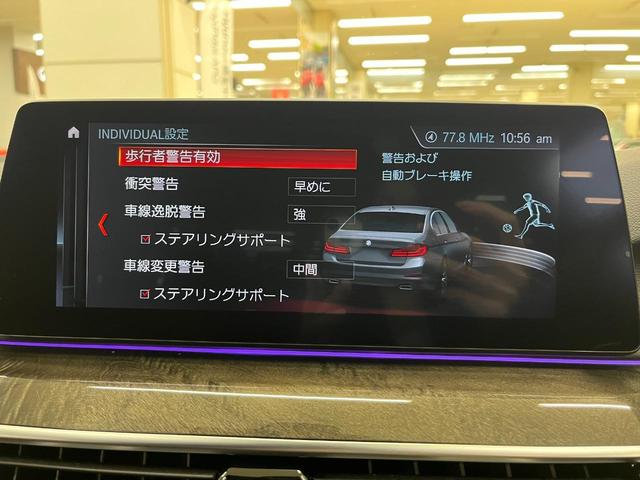 INDIVIDUAL設定
77.8 MHz 10:56 am
歩行者警告有効
衝突警告 早めに
車線逸脱警告 強
ステアリングサポート
車線変更警告 中間
ステアリングサポート
警告および
自動ブレーキ操作